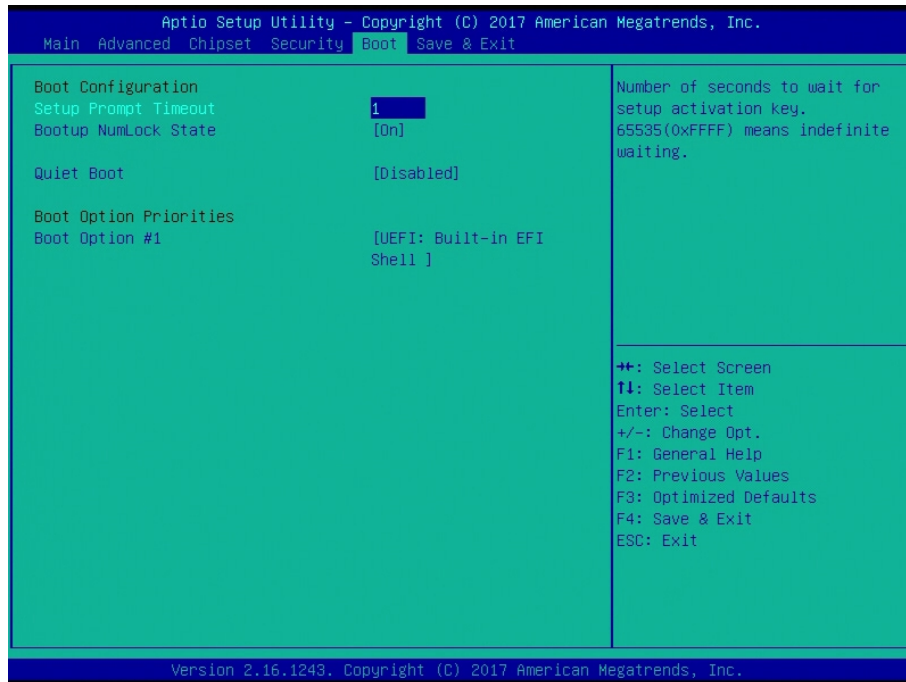 Aptio Setup Utility – Copyright (C) 2017 American Megatrends, Inc.
Main Advanced Chipset Security Boot Save & Exit
Boot Configuration
Setup Prompt Timeout 1
Bootup NumLock State [On]
Quiet Boot [Disabled]
Boot Option Priorities
Boot Option #1 [UEFI: Built-in EFI
Shell ]
Number of seconds to wait for
setup activation key.
65535(0xFFFF) means indefinite
waiting.
→←: Select Screen
↑↓: Select Item
Enter: Select
+/-: Change Opt.
F1: General Help
F2: Previous Values
F3: Optimized Defaults
F4: Save & Exit
ESC: Exit
Version 2.16.1243. Copyright (C) 2017 American Megatrends, Inc.